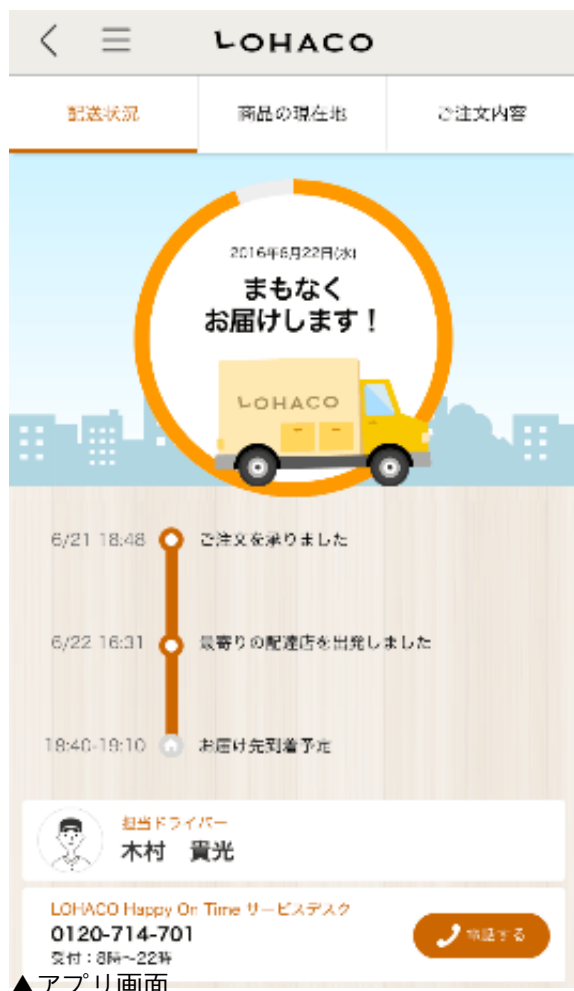 LOHACO
配送状況 商品の現在地 ご注文内容
2016年6月22日(水)
まもなく
お届けします！
LOHACO
6/21 18:48 ご注文を承りました
6/22 16:31 最寄りの配達店を出発しました
18:40-19:10 お届け先到着予定
担当ドライバー
木村 貴光
LOHACO Happy On Time サービスデスク
0120-714-701
電話する
受付：8時～22時
▲アプリ画面